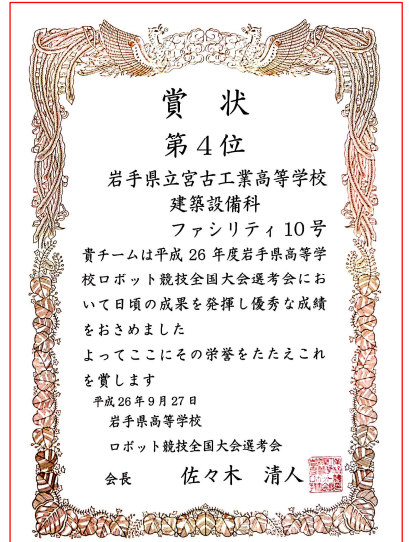 賞状
第4位
岩手県立宮古工業高等学校
建築設備科
ファシリティ10号
貴チームは平成 26 年度岩手県高等学
校ロボット競技全国大会選考会にお
いて日頃の成果を発揮し優秀な成績
をおさめました
よってここにその栄誉をたたえこれ
を賞します
平成26年9月27日
岩手県高等学校
ロボット競技全国大会選考会
会長 佐々木 清人